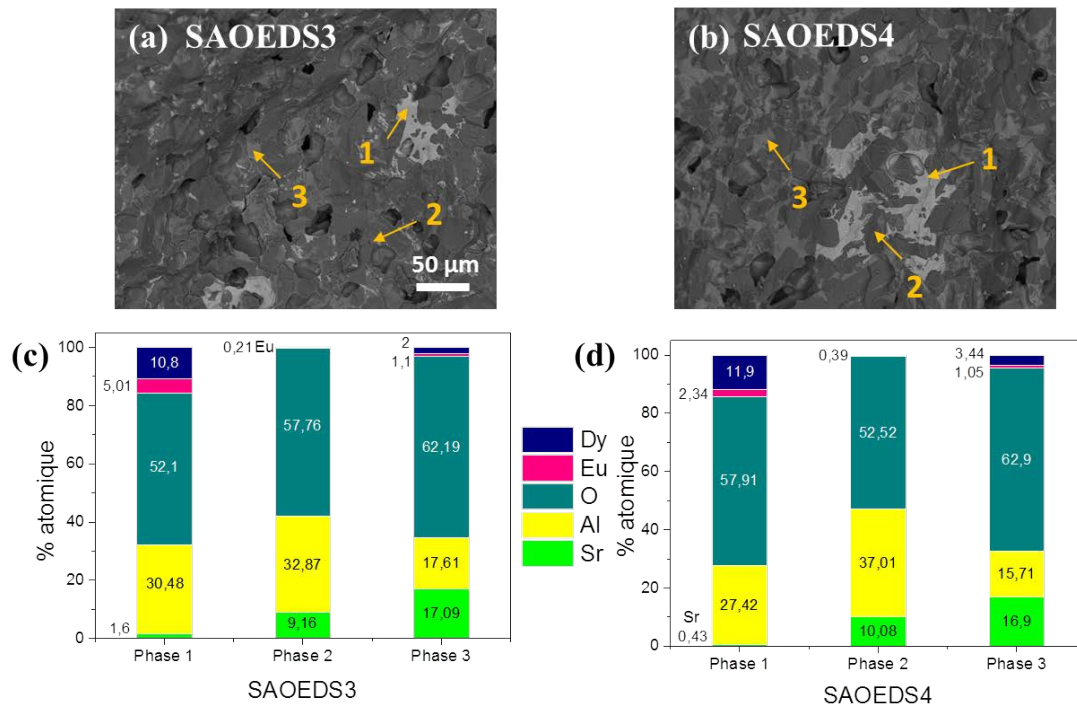 (a) SAOEDS3
1
3
2
50 µm
(b) SAOEDS4
1
3
2
(c)
% atomique
100
80
60
40
20
0
10,8
5,01
52,1
30,48
1,6
0,21 Eu
57,76
32,87
9,16
2
1,1
62,19
17,61
17,09
Phase 1
Phase 2
Phase 3
SAOEDS3
Dy
Eu
O
Al
Sr
(d)
% atomique
100
80
60
40
20
0
11,9
2,34
57,91
27,42
Sr
0,43
0,39
52,52
37,01
10,08
3,44
1,05
62,9
15,71
16,9
Phase 1
Phase 2
Phase 3
SAOEDS4